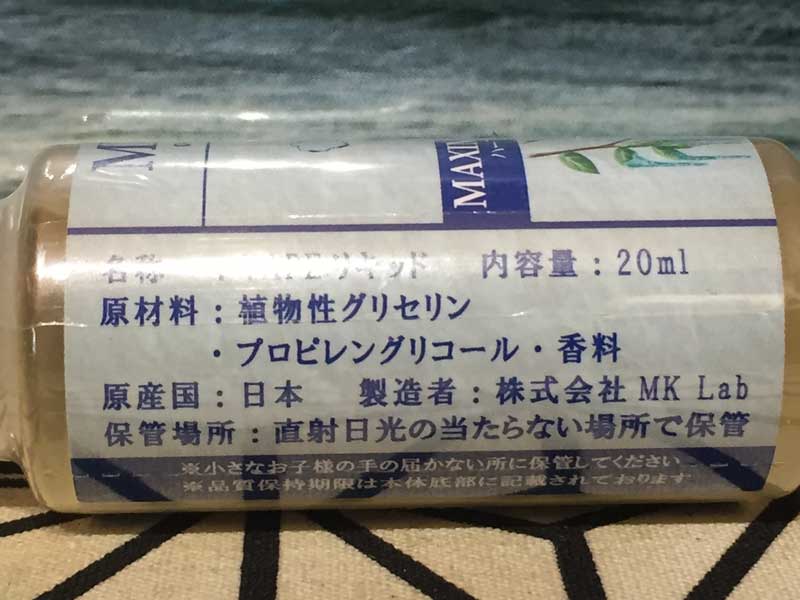 M
MAXI
ハー
名称：VAPEリキッド　内容量：20ml
原材料：植物性グリセリン
・プロピレングリコール・香料
原産国：日本　製造者：株式会社 MK Lab
保管場所：直射日光の当たらない場所で保管
※小さなお子様の手の届かない所に保管してください
※品質保持期限は本体底部に記載されております